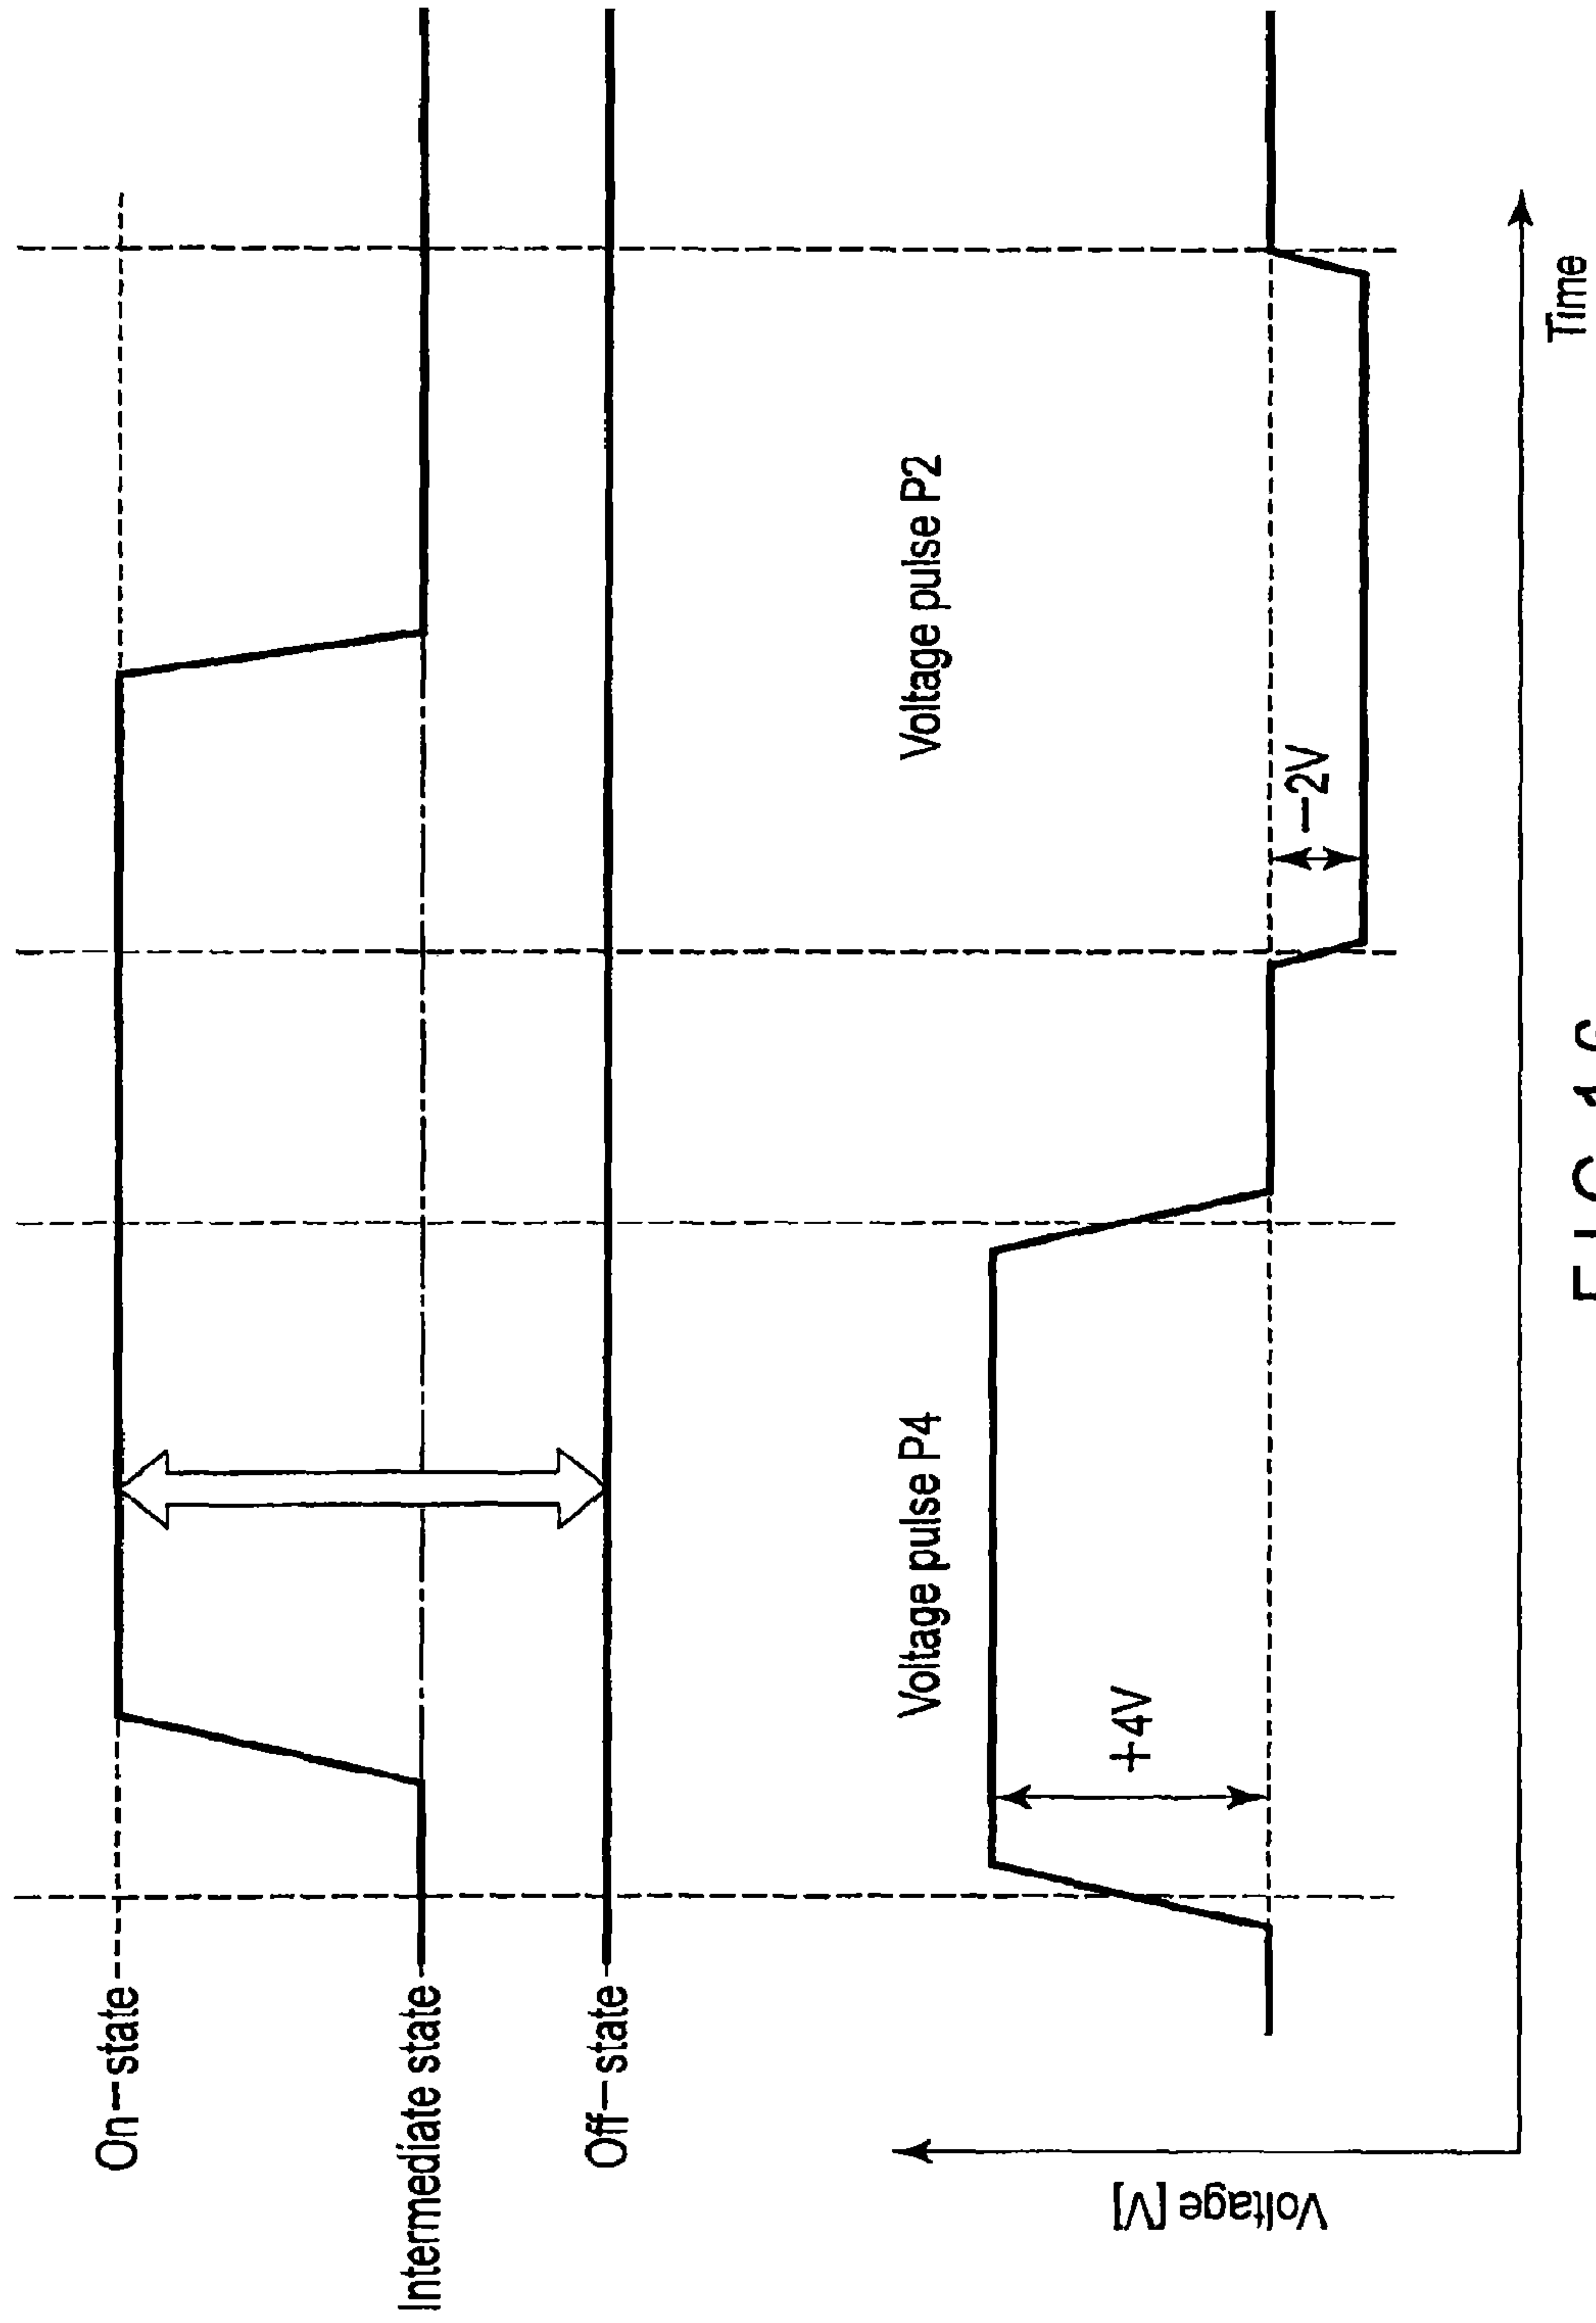 On-state
Intermediate state
Off-state
Voltage pulse P4
Voltage pulse P2
+4V
-2V
Voltage [V]
Time